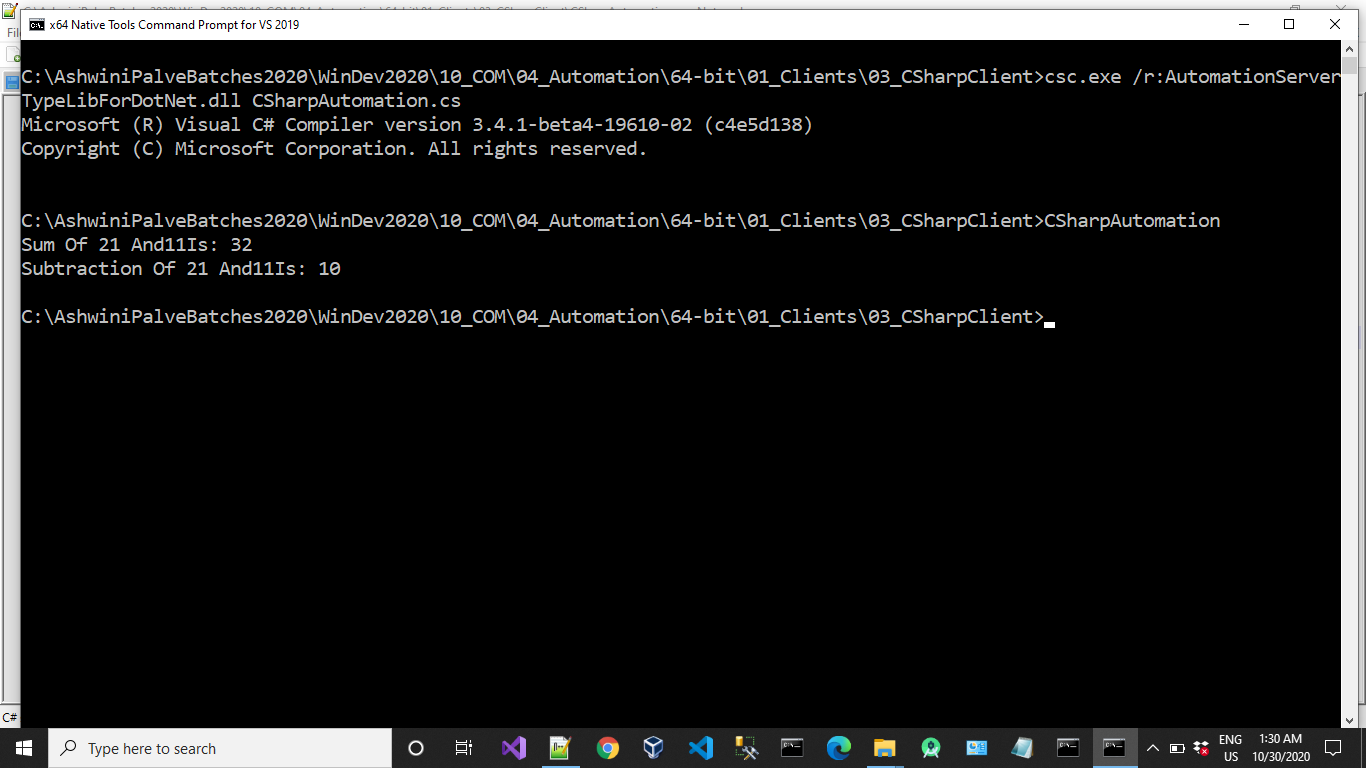 x64 Native Tools Command Prompt for VS 2019
C:\AshwiniPalveBatches2020\WinDev2020\10_COM\04_Automation\64-bit\01_Clients\03_CSharpClient>csc.exe /r:AutomationServer
TypeLibForDotNet.dll CSharpAutomation.cs
Microsoft (R) Visual C# Compiler version 3.4.1-beta4-19610-02 (c4e5d138)
Copyright (C) Microsoft Corporation. All rights reserved.
C:\AshwiniPalveBatches2020\WinDev2020\10_COM\04_Automation\64-bit\01_Clients\03_CSharpClient>CSharpAutomation
Sum Of 21 And11Is: 32
Subtraction Of 21 And11Is: 10
C:\AshwiniPalveBatches2020\WinDev2020\10_COM\04_Automation\64-bit\01_Clients\03_CSharpClient>
C#
Type here to search
ENG
US
1:30 AM
10/30/2020